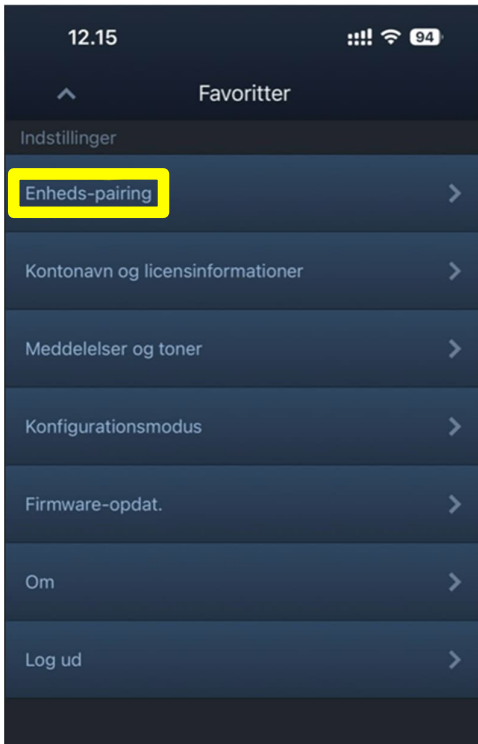 12.15
94
Favoritter
Indstillinger
Enheds-pairing
Kontonavn og licensinformationer
Meddelelser og toner
Konfigurationsmodus
Firmware-opdat.
Om
Log ud